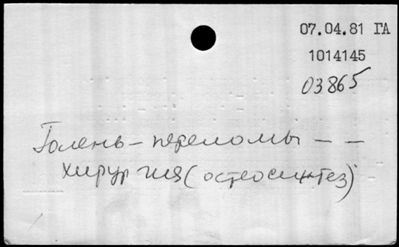 07.04.81 ГА
1014145
03865
Голень – переломы – –
хирургия (остеосинтез)